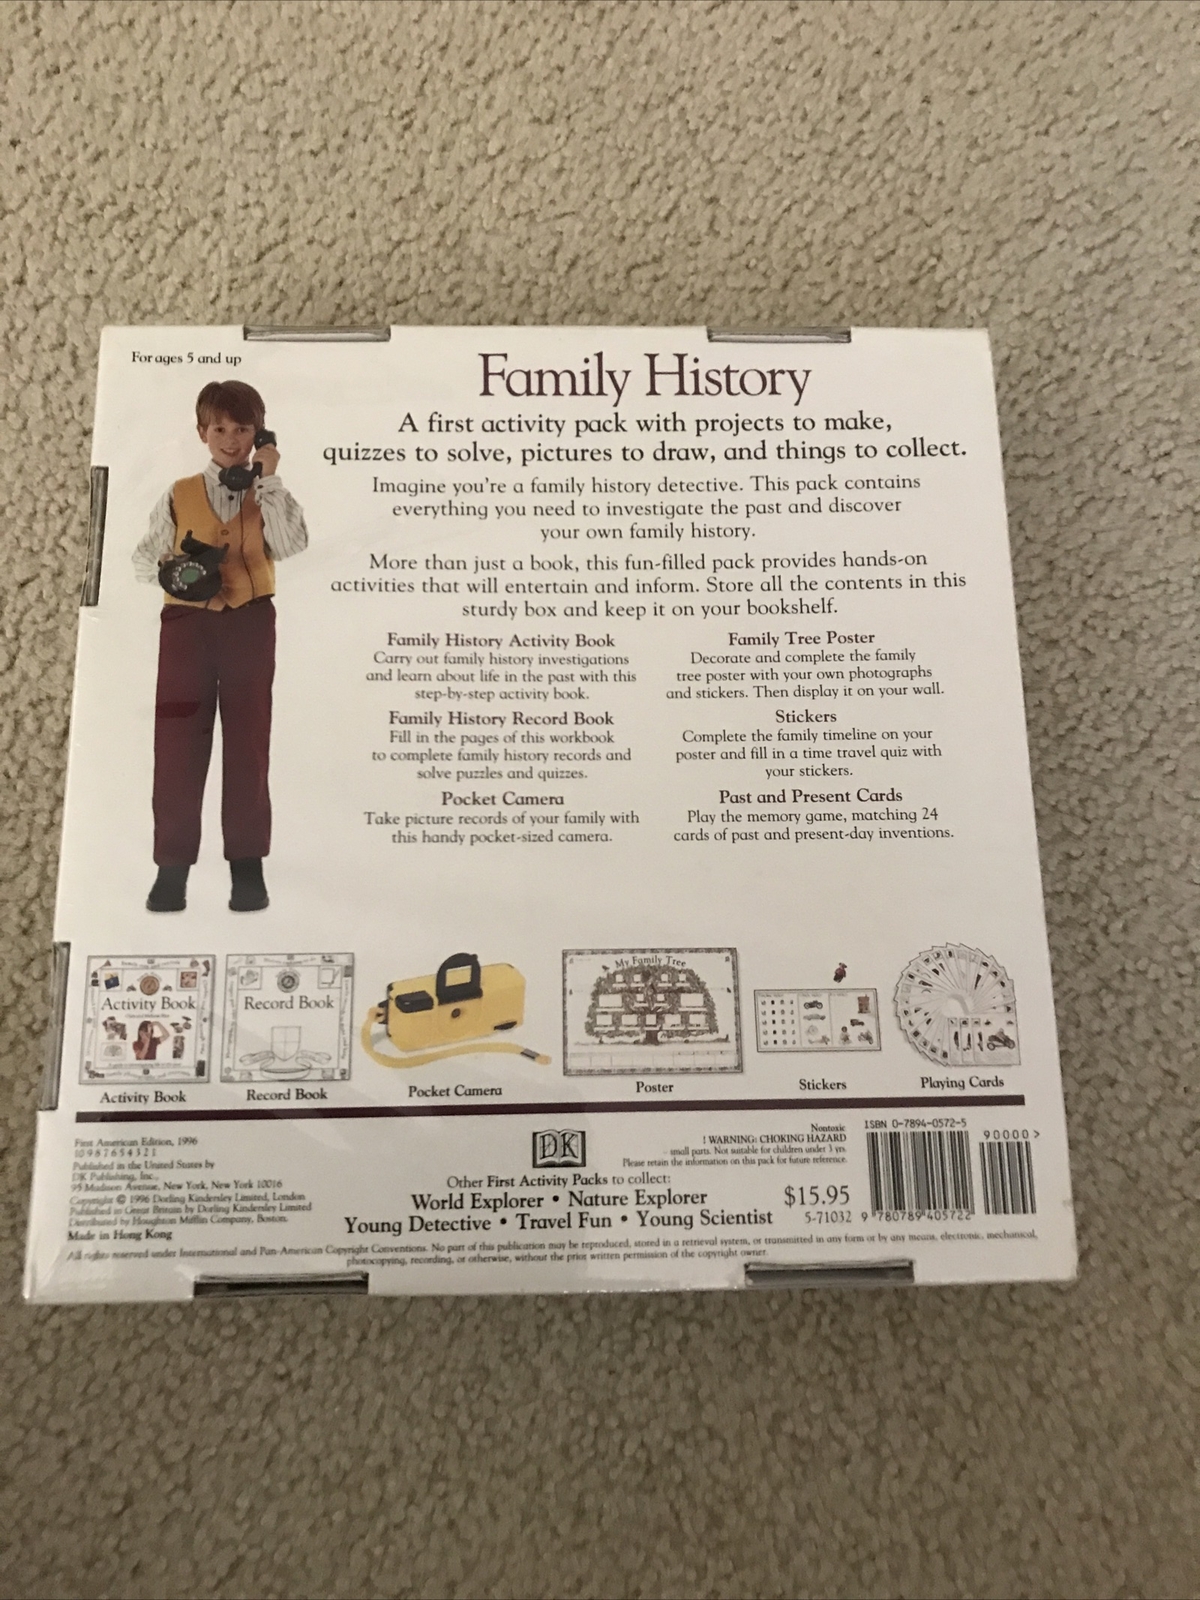 For ages 5 and up
Family History
A first activity pack with projects to make,
quizzes to solve, pictures to draw, and things to collect.
Imagine you're a family history detective. This pack contains
everything you need to investigate the past and discover
your own family history.
More than just a book, this fun-filled pack provides hands-on
activities that will entertain and inform. Store all the contents in this
sturdy box and keep it on your bookshelf.
Family History Activity Book
Carry out family history investigations
and learn about life in the past with this
step-by-step activity book.
Family History Record Book
Fill in the pages of this workbook
to complete family history records and
solve puzzles and quizzes.
Pocket Camera
Take picture records of your family with
this handy pocket-sized camera.
Family Tree Poster
Decorate and complete the family
tree poster with your own photographs
and stickers. Then display it on your wall.
Stickers
Complete the family timeline on your
poster and fill in a time travel quiz with
your stickers.
Past and Present Cards
Play the memory game, matching 24
cards of past and present-day inventions.
Activity Book
Record Book
My Family Tree
Activity Book
Record Book
Pocket Camera
Poster
Stickers
Playing Cards
First American Edition, 1996
10 9 8 7 6 5 4 3 2 1
Published in the United States by
DK Publishing, Inc.,
95 Madison Avenue, New York, New York 10016
Copyright © 1996 Dorling Kindersley Limited, London
Published in Great Britain by Dorling Kindersley Limited
Distributed by Houghton Mifflin Company, Boston.
Made in Hong Kong
DK
Other First Activity Packs to collect:
World Explorer • Nature Explorer
Young Detective • Travel Fun • Young Scientist
Nontoxic
! WARNING: CHOKING HAZARD
- small parts. Not suitable for children under 3 yrs.
Please retain the information on this pack for future reference.
$15.95
5-71032
ISBN 0-7894-0572-5
90000>
9 780789 405722
All rights reserved under International and Pan-American Copyright Conventions. No part of this publication may be reproduced, stored in a retrieval system, or transmitted in any form or by any means, electronic, mechanical,
photocopying, recording, or otherwise, without the prior written permission of the copyright owner.